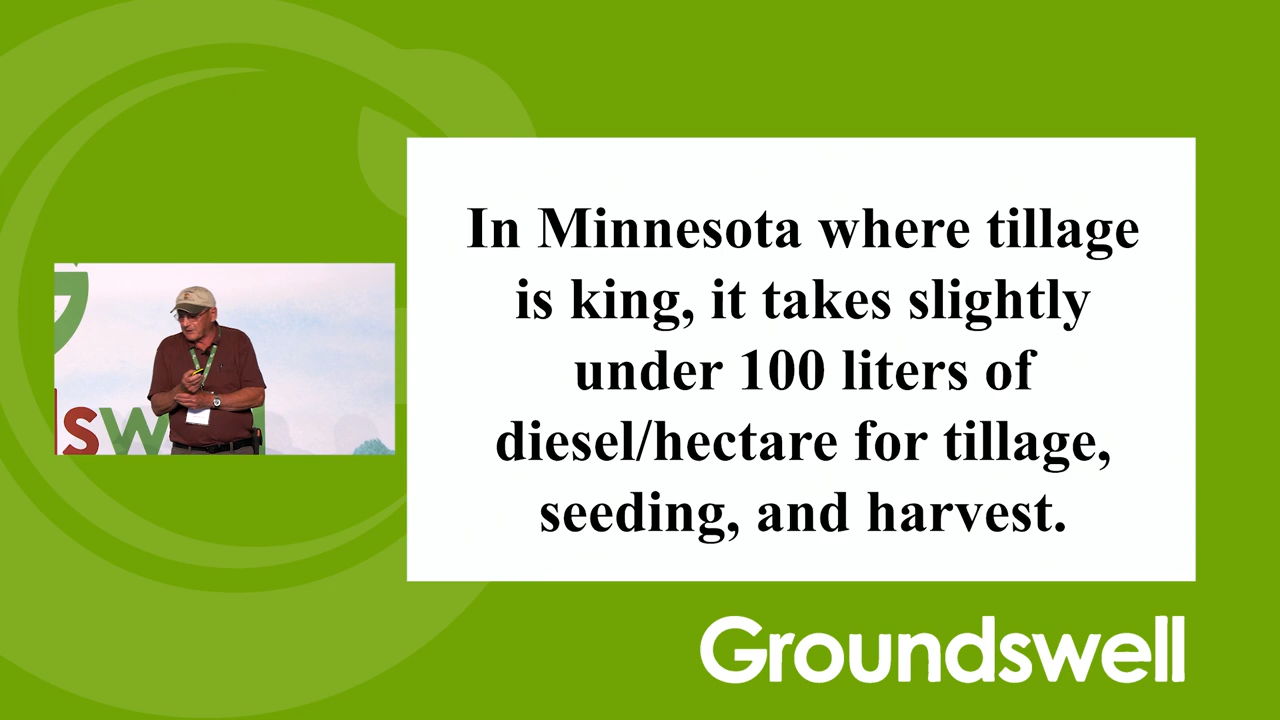 In Minnesota where tillage
is king, it takes slightly
under 100 liters of
diesel/hectare for tillage,
seeding, and harvest.
Groundswell